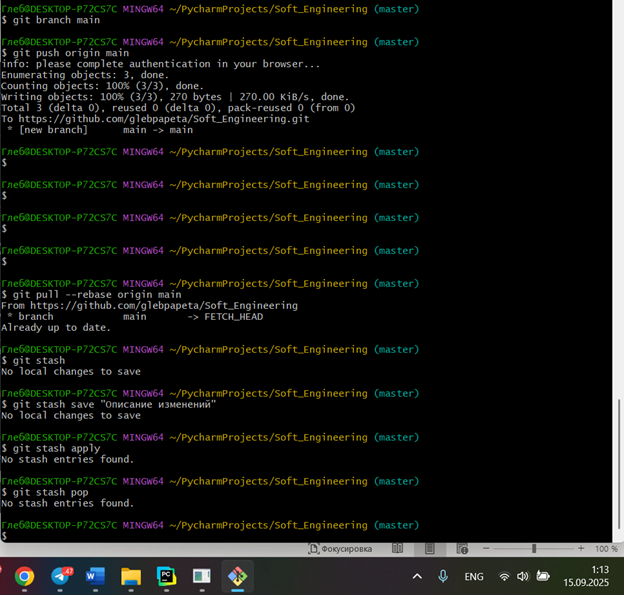 Глеб@DESKTOP-P72CS7C MINGW64 ~/PycharmProjects/Soft_Engineering (master)
$ git branch main
Глеб@DESKTOP-P72CS7C MINGW64 ~/PycharmProjects/Soft_Engineering (master)
$ git push origin main
info: please complete authentication in your browser...
Enumerating objects: 3, done.
Counting objects: 100% (3/3), done.
Writing objects: 100% (3/3), 270 bytes | 270.00 KiB/s, done.
Total 3 (delta 0), reused 0 (delta 0), pack-reused 0 (from 0)
To https://github.com/glebpapeta/Soft_Engineering.git
 * [new branch]      main -> main
Глеб@DESKTOP-P72CS7C MINGW64 ~/PycharmProjects/Soft_Engineering (master)
$
Глеб@DESKTOP-P72CS7C MINGW64 ~/PycharmProjects/Soft_Engineering (master)
$
Глеб@DESKTOP-P72CS7C MINGW64 ~/PycharmProjects/Soft_Engineering (master)
$
Глеб@DESKTOP-P72CS7C MINGW64 ~/PycharmProjects/Soft_Engineering (master)
$
Глеб@DESKTOP-P72CS7C MINGW64 ~/PycharmProjects/Soft_Engineering (master)
$ git pull --rebase origin main
From https://github.com/glebpapeta/Soft_Engineering
 * branch            main       -> FETCH_HEAD
Already up to date.
Глеб@DESKTOP-P72CS7C MINGW64 ~/PycharmProjects/Soft_Engineering (master)
$ git stash
No local changes to save
Глеб@DESKTOP-P72CS7C MINGW64 ~/PycharmProjects/Soft_Engineering (master)
$ git stash save "Описание изменений"
No local changes to save
Глеб@DESKTOP-P72CS7C MINGW64 ~/PycharmProjects/Soft_Engineering (master)
$ git stash apply
No stash entries found.
Глеб@DESKTOP-P72CS7C MINGW64 ~/PycharmProjects/Soft_Engineering (master)
$ git stash pop
No stash entries found.
Глеб@DESKTOP-P72CS7C MINGW64 ~/PycharmProjects/Soft_Engineering (master)
$
Фокусировка
100 %
47
W
PC
ENG
1:13
15.09.2025